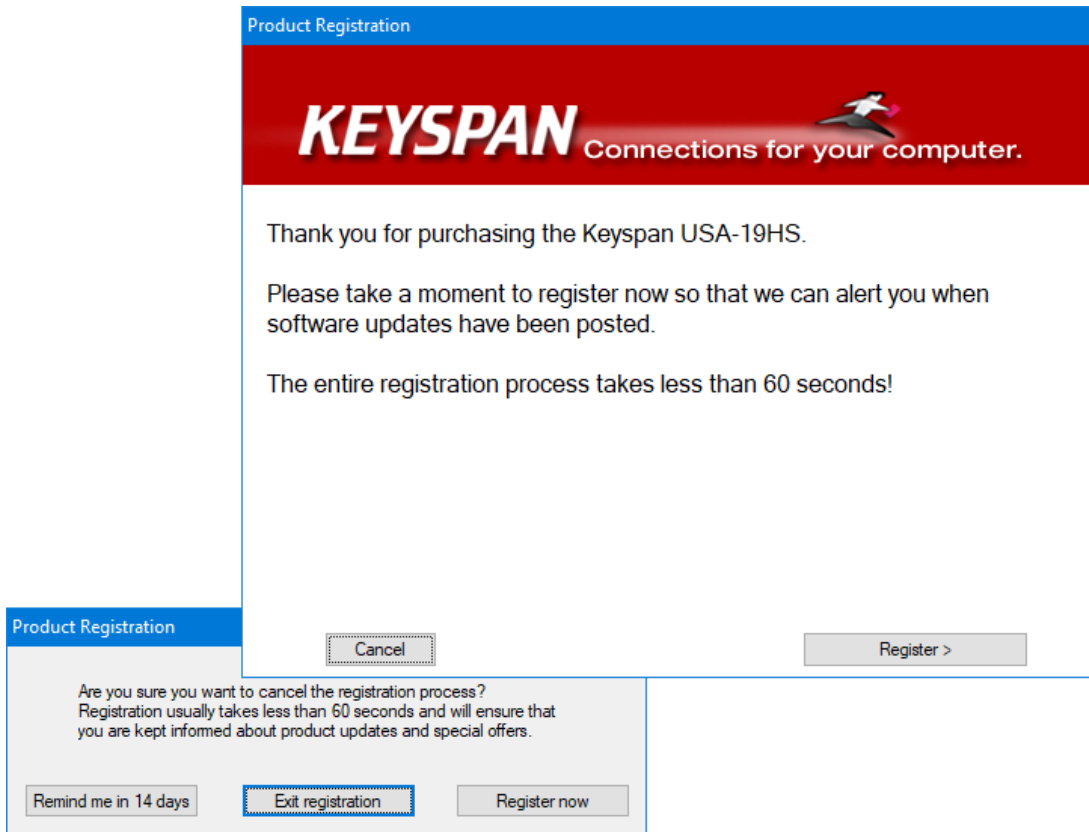 Product Registration
KEYSPAN Connections for your computer.
Thank you for purchasing the Keyspan USA-19HS.
Please take a moment to register now so that we can alert you when
software updates have been posted.
The entire registration process takes less than 60 seconds!
Cancel
Register >
Product Registration
Are you sure you want to cancel the registration process?
Registration usually takes less than 60 seconds and will ensure that
you are kept informed about product updates and special offers.
Remind me in 14 days
Exit registration
Register now